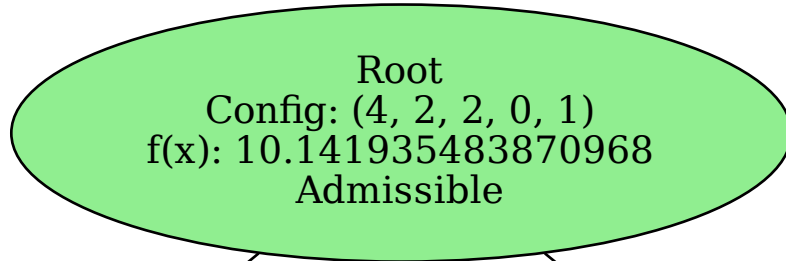 Root
Config: (4, 2, 2, 0, 1)
f(x): 10.141935483870968
Admissible